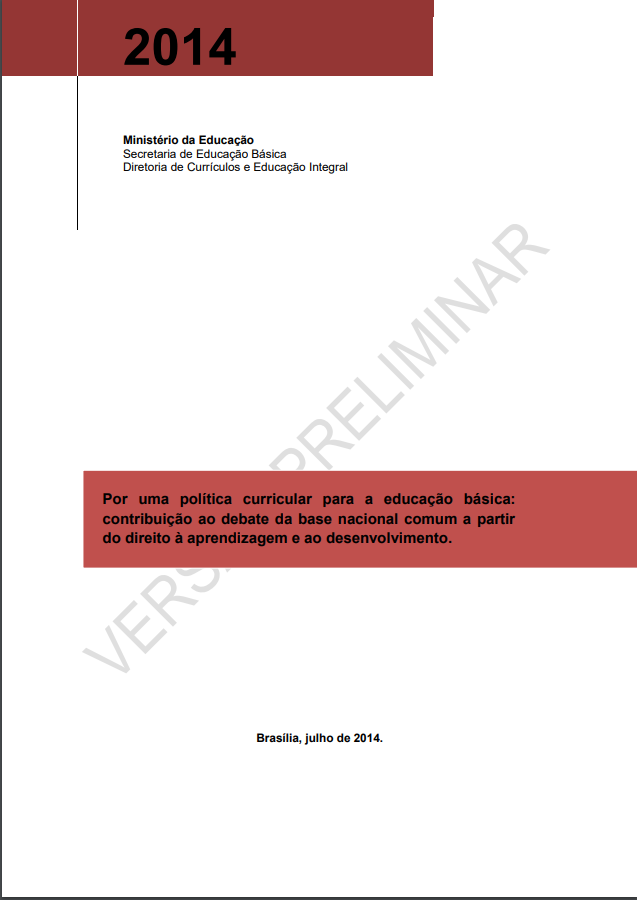 2014
Ministério da Educação
Secretaria de Educação Básica
Diretoria de Currículos e Educação Integral
Por uma política curricular para a educação básica:
contribuição ao debate da base nacional comum a partir
do direito à aprendizagem e ao desenvolvimento.
Brasília, julho de 2014.
PRELIMINAR